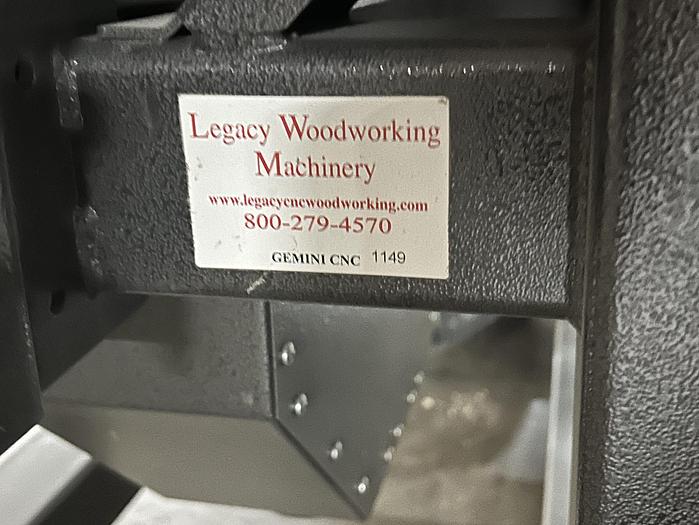 Legacy Woodworking
Machinery
www.legacycncwoodworking.com
800-279-4570
GEMINI CNC 1149